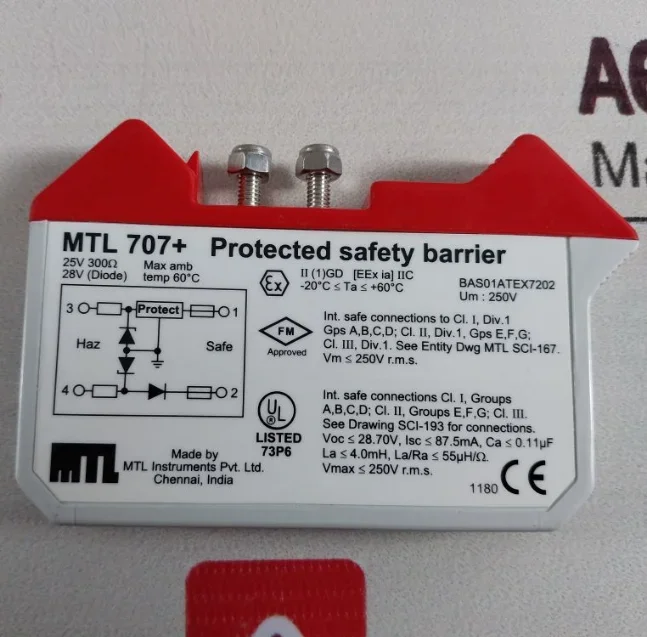 MTL 707+ Protected safety barrier
25V 300Ω
28V (Diode)
Max amb
temp 60°C
Ex
II (1)GD [EEx ia] IIC
-20°C ≤ Ta ≤ +60°C
BAS01ATEX7202
Um : 250V
3
Protect
1
Haz
Safe
4
2
FM
Approved
Int. safe connections to Cl. I, Div.1
Gps A,B,C,D; Cl. II, Div.1, Gps E,F,G;
Cl. III, Div.1. See Entity Dwg MTL SCI-167.
Vm ≤ 250V r.m.s.
UL
®
LISTED
73P6
Int. safe connections Cl. I, Groups
A,B,C,D; Cl. II, Groups E,F,G; Cl. III.
See Drawing SCI-193 for connections.
Voc ≤ 28.70V, Isc ≤ 87.5mA, Ca ≤ 0.11µF
La ≤ 4.0mH, La/Ra ≤ 55µH/Ω.
Vmax ≤ 250V r.m.s.
MTL
Made by
MTL Instruments Pvt. Ltd.
Chennai, India
1180 CE